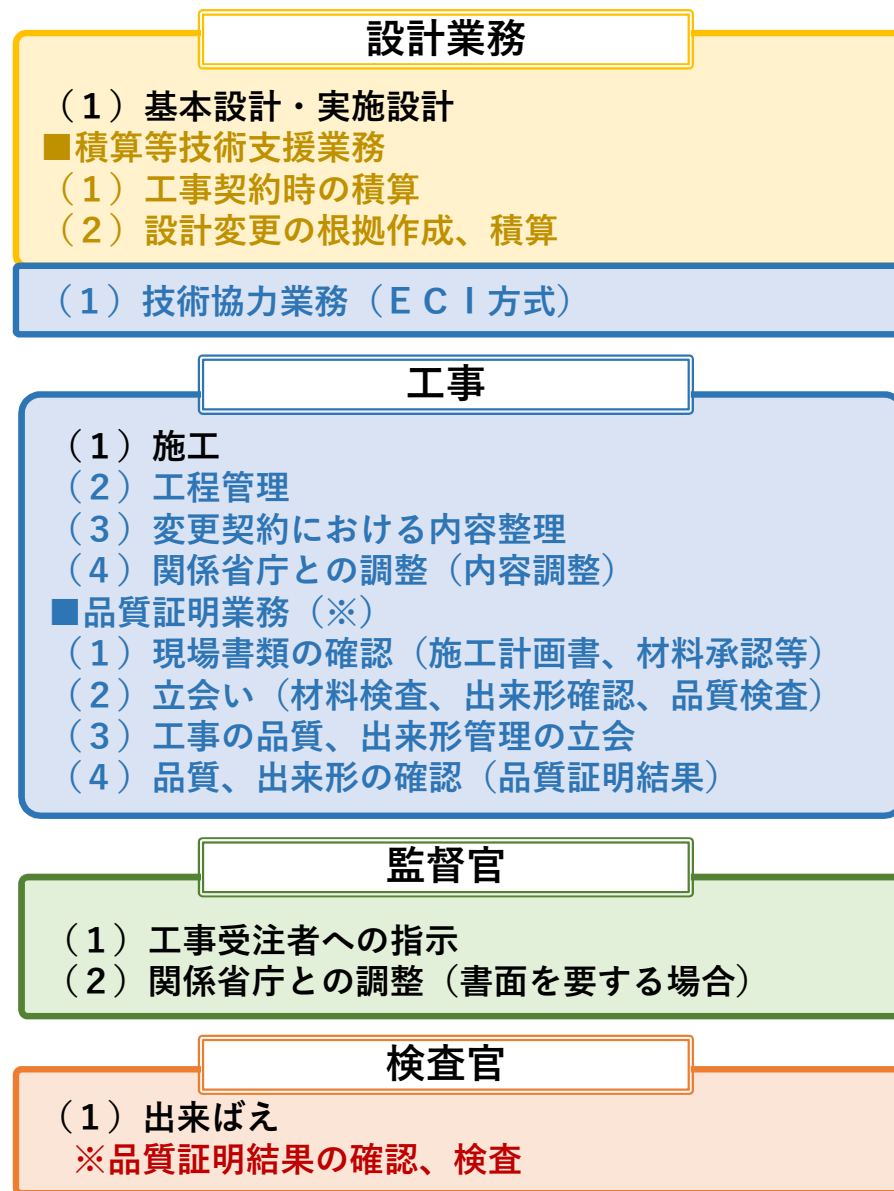 設計業務
（１）基本設計・実施設計
■積算等技術支援業務
（１）工事契約時の積算
（２）設計変更の根拠作成、積算
（１）技術協力業務（ＥＣＩ方式）
工事
（１）施工
（２）工程管理
（３）変更契約における内容整理
（４）関係省庁との調整（内容調整）
■品質証明業務（※）
（１）現場書類の確認（施工計画書、材料承認等）
（２）立会い（材料検査、出来形確認、品質検査）
（３）工事の品質、出来形管理の立会
（４）品質、出来形の確認（品質証明結果）
監督官
（１）工事受注者への指示
（２）関係省庁との調整（書面を要する場合）
検査官
（１）出来ばえ
※品質証明結果の確認、検査